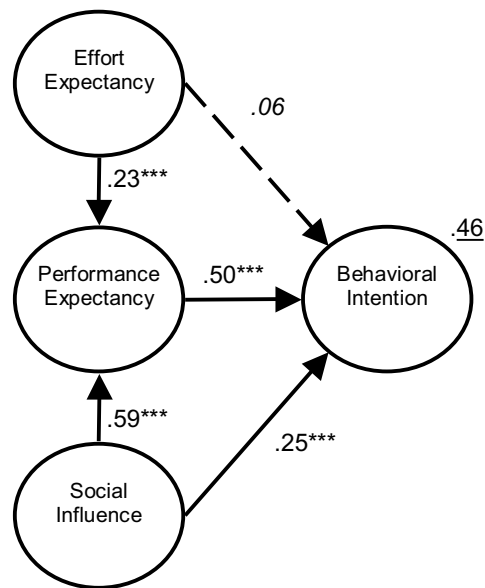 Effort
Expectancy
.06
.23***
.46
Performance
Expectancy
.50***
Behavioral
Intention
.59***
.25***
Social
Influence